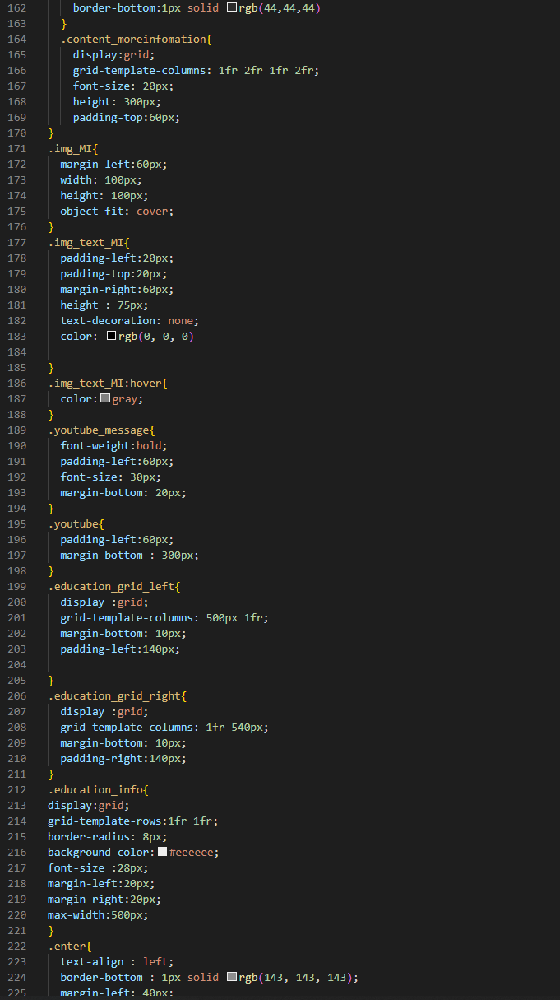 162 border-bottom:1px solid rgb(44,44,44)
163 }
164 .content_moreinfomation{
165 display:grid;
166 grid-template-columns: 1fr 2fr 1fr 2fr;
167 font-size: 20px;
168 height: 300px;
169 padding-top:60px;
170 }
171 .img_MI{
172 margin-left:60px;
173 width: 100px;
174 height: 100px;
175 object-fit: cover;
176 }
177 .img_text_MI{
178 padding-left:20px;
179 padding-top:20px;
180 margin-right:60px;
181 height : 75px;
182 text-decoration: none;
183 color: rgb(0, 0, 0)
184
185 }
186 .img_text_MI:hover{
187 color:gray;
188 }
189 .youtube_message{
190 font-weight:bold;
191 padding-left:60px;
192 font-size: 30px;
193 margin-bottom: 20px;
194 }
195 .youtube{
196 padding-left:60px;
197 margin-bottom : 300px;
198 }
199 .education_grid_left{
200 display :grid;
201 grid-template-columns: 500px 1fr;
202 margin-bottom: 10px;
203 padding-left:140px;
204
205 }
206 .education_grid_right{
207 display :grid;
208 grid-template-columns: 1fr 540px;
209 margin-bottom: 10px;
210 padding-right:140px;
211 }
212 .education_info{
213 display:grid;
214 grid-template-rows:1fr 1fr;
215 border-radius: 8px;
216 background-color:#eeeeee;
217 font-size :28px;
218 margin-left:20px;
219 margin-right:20px;
220 max-width:500px;
221 }
222 .enter{
223 text-align : left;
224 border-bottom : 1px solid rgb(143, 143, 143);
225 margin-left: 40px;